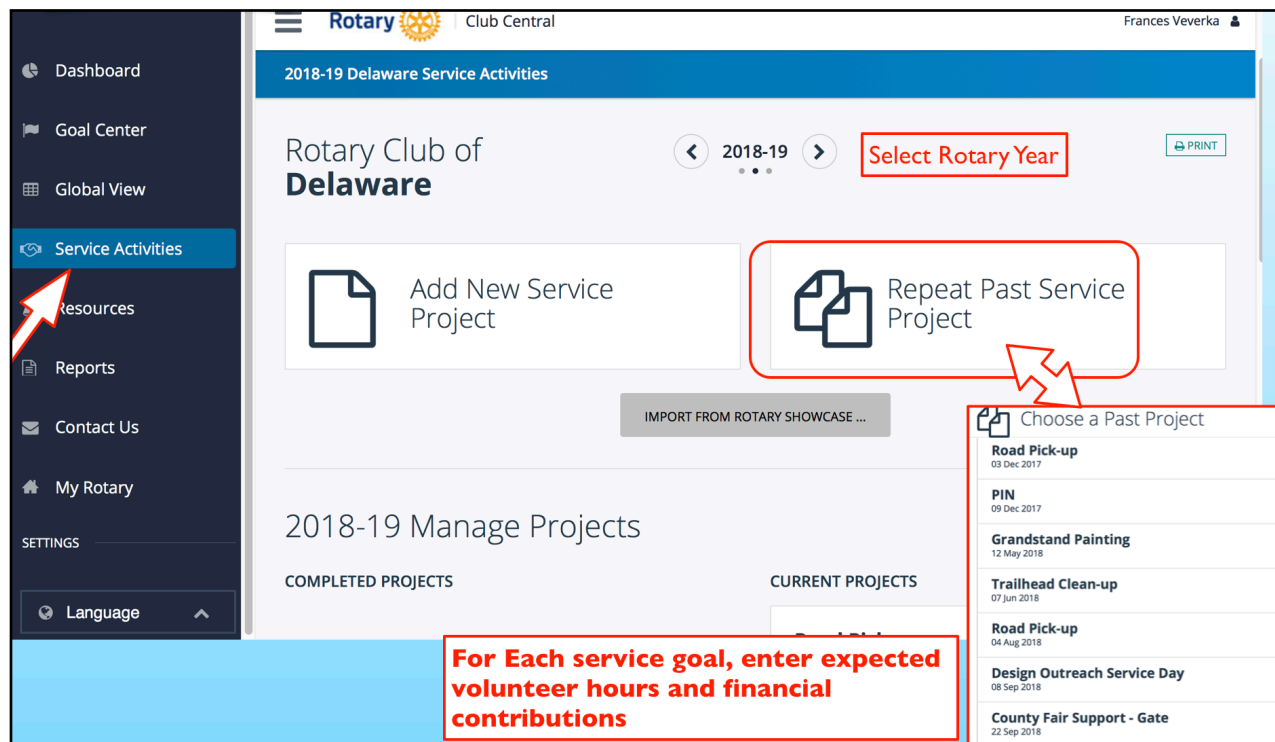 Rotary Club Central
Frances Veverka
Dashboard
Goal Center
Global View
Service Activities
Resources
Reports
Contact Us
My Rotary
SETTINGS
Language
2018-19 Delaware Service Activities
Rotary Club of
Delaware
2018-19
Select Rotary Year
PRINT
Add New Service
Project
Repeat Past Service
Project
IMPORT FROM ROTARY SHOWCASE ...
2018-19 Manage Projects
COMPLETED PROJECTS
CURRENT PROJECTS
For Each service goal, enter expected
volunteer hours and financial
contributions
Choose a Past Project
Road Pick-up
03 Dec 2017
PIN
09 Dec 2017
Grandstand Painting
12 May 2018
Trailhead Clean-up
07 Jun 2018
Road Pick-up
04 Aug 2018
Design Outreach Service Day
08 Sep 2018
County Fair Support - Gate
22 Sep 2018